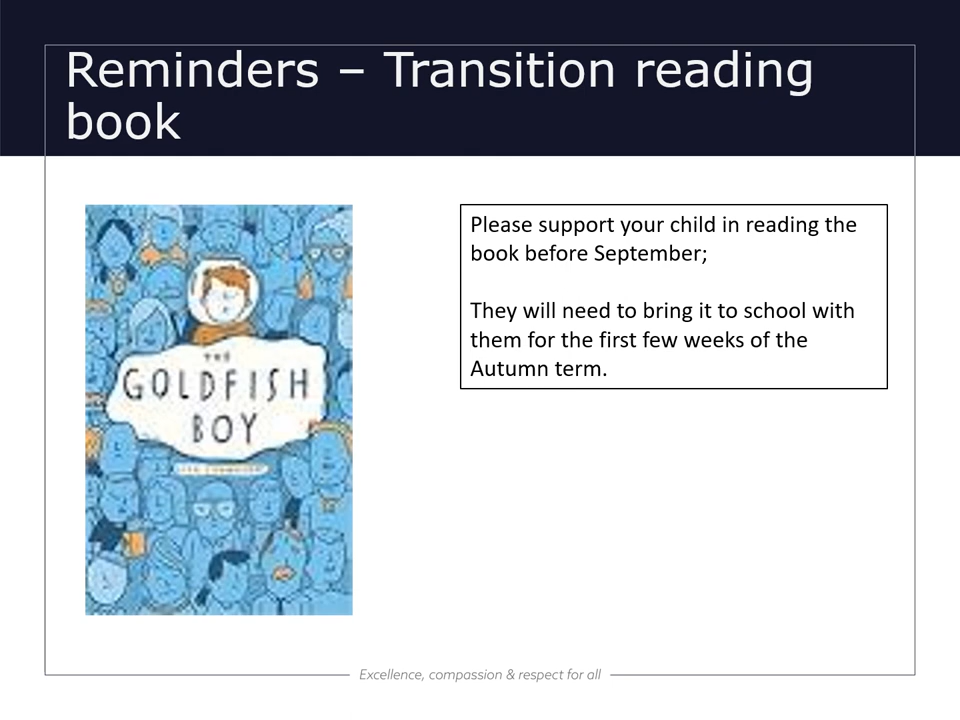 Reminders – Transition reading
book
Please support your child in reading the
book before September;
They will need to bring it to school with
them for the first few weeks of the
Autumn term.
THE
GOLDFISH
BOY
Excellence, compassion & respect for all